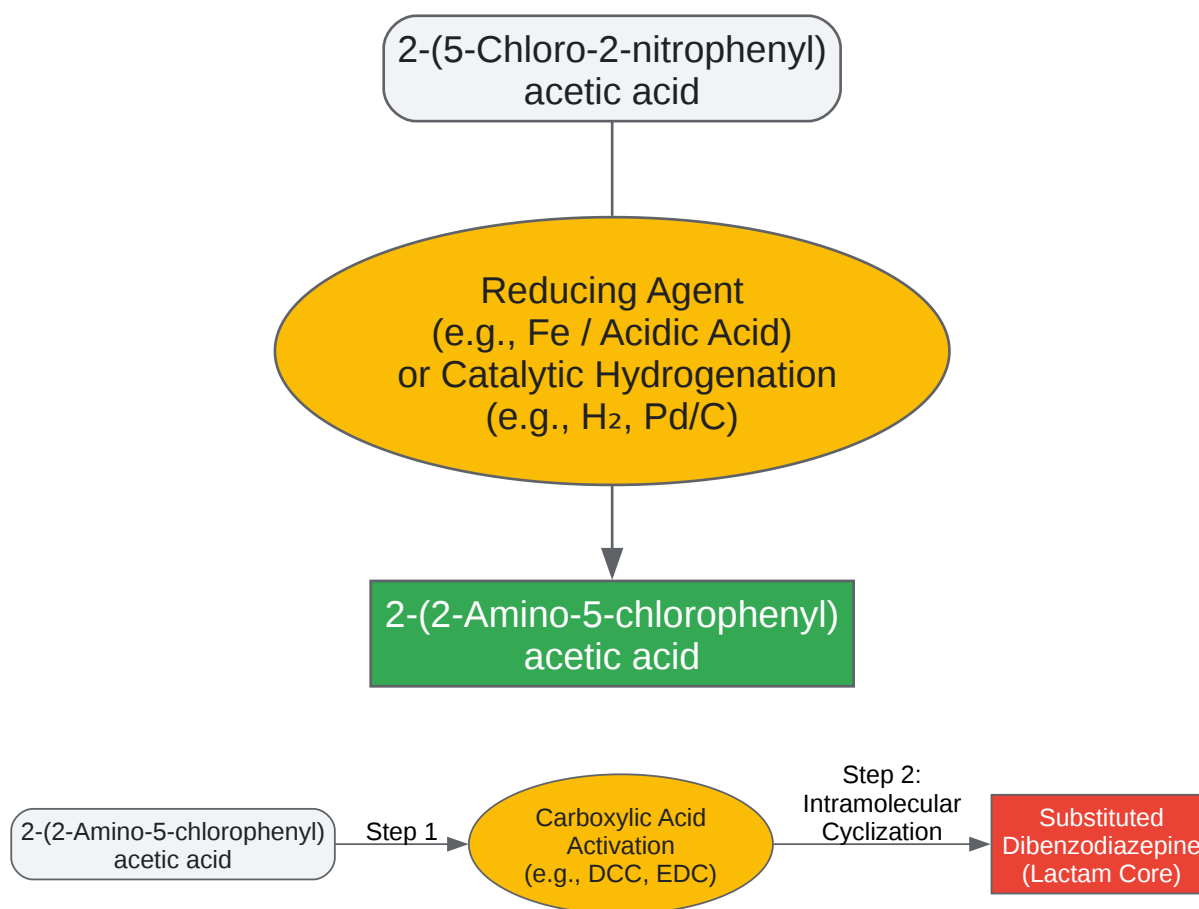 2-(5-Chloro-2-nitrophenyl)
acetic acid
Reducing Agent
(e.g., Fe / Acidic Acid)
or Catalytic Hydrogenation
(e.g., H₂, Pd/C)
2-(2-Amino-5-chlorophenyl)
acetic acid
2-(2-Amino-5-chlorophenyl)
acetic acid
Step 1
Carboxylic Acid
Activation
(e.g., DCC, EDC)
Step 2:
Intramolecular
Cyclization
Substituted
Dibenzodiazepine
(Lactam Core)